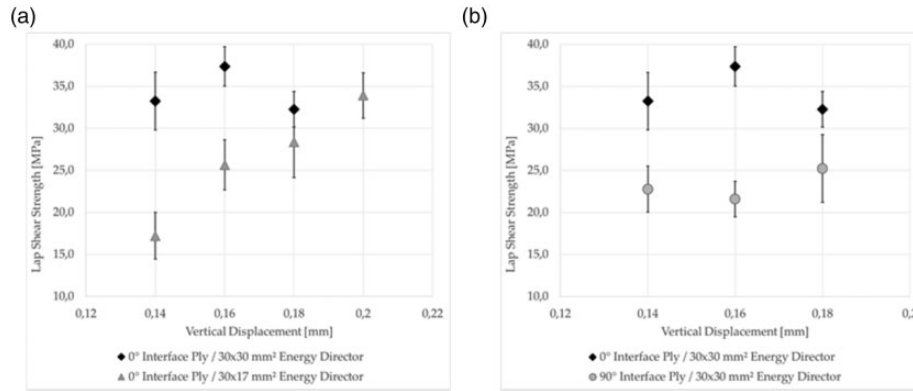 (a)
40,0
35,0
30,0
25,0
20,0
15,0
10,0
Lap Shear Strength [MPa]
0,12 0,14 0,16 0,18 0,2 0,22
Vertical Displacement [mm]
0° Interface Ply / 30x30 mm² Energy Director
0° Interface Ply / 30x17 mm² Energy Director
(b)
40,0
35,0
30,0
25,0
20,0
15,0
10,0
Lap Shear Strength [MPa]
0,12 0,14 0,16 0,18
Vertical Displacement [mm]
0° Interface Ply / 30x30 mm² Energy Director
90° Interface Ply / 30x30 mm² Energy Director